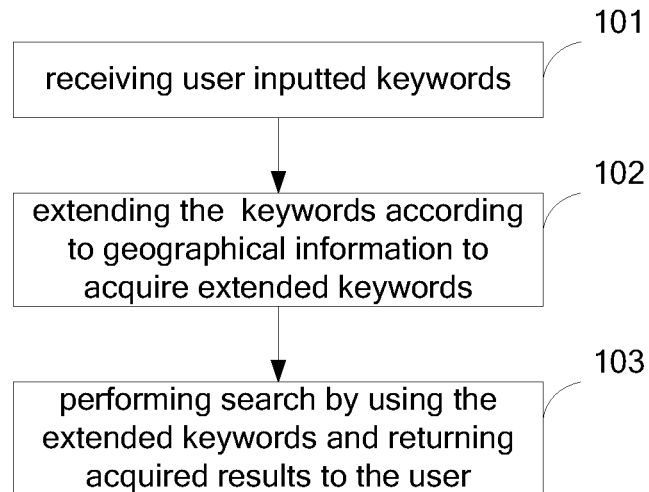 101
receiving user inputted keywords
102
extending the keywords according
to geographical information to
acquire extended keywords
103
performing search by using the
extended keywords and returning
acquired results to the user